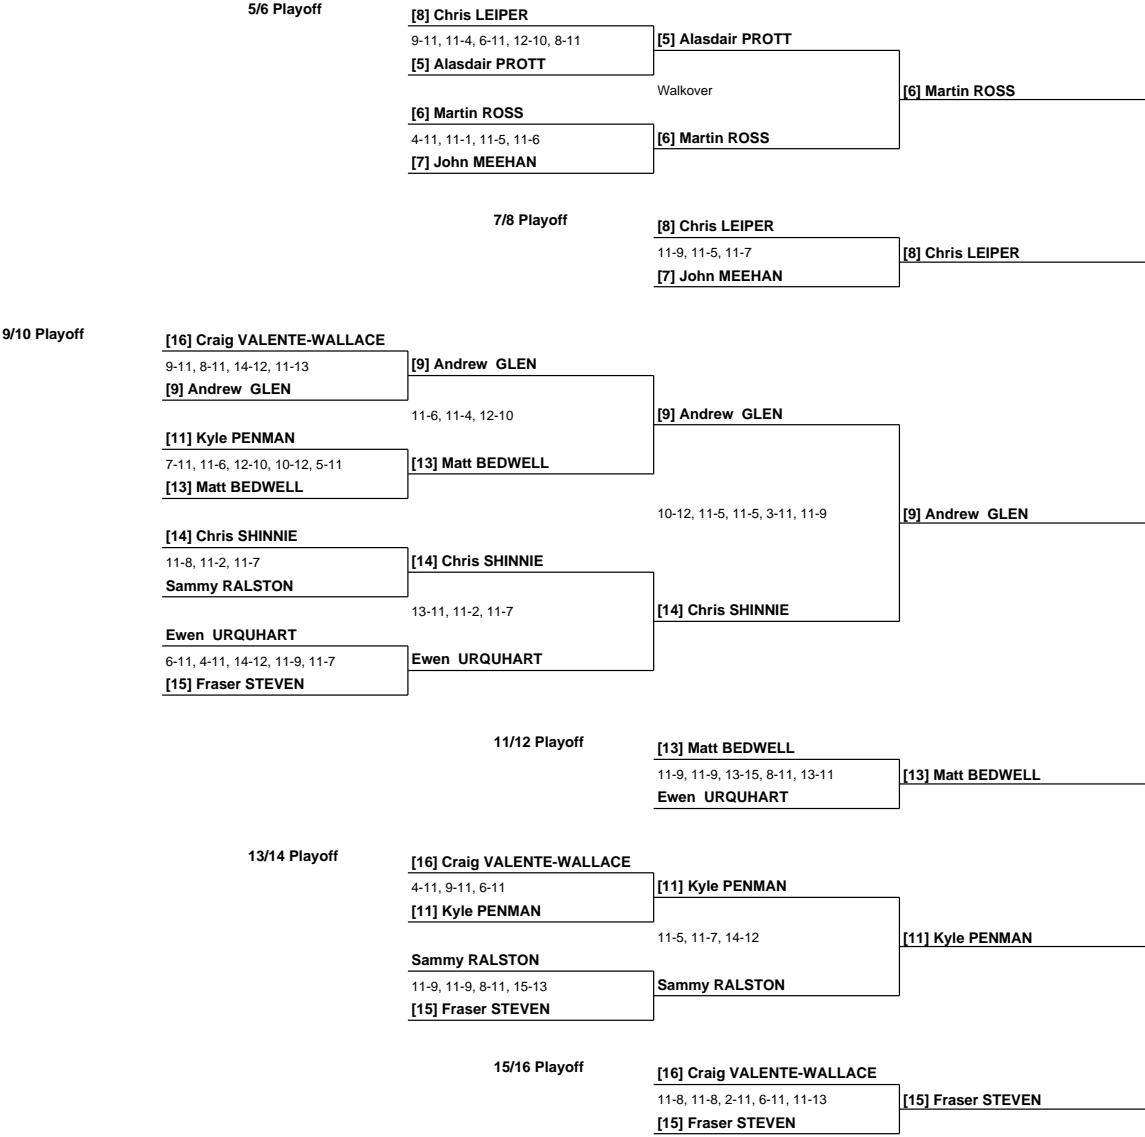 5/6 Playoff
[8] Chris LEIPER
9-11, 11-4, 6-11, 12-10, 8-11
[5] Alasdair PROTT
[5] Alasdair PROTT
Walkover
[6] Martin ROSS
[6] Martin ROSS
4-11, 11-1, 11-5, 11-6
[6] Martin ROSS
[7] John MEEHAN
7/8 Playoff
[8] Chris LEIPER
11-9, 11-5, 11-7
[8] Chris LEIPER
[7] John MEEHAN
9/10 Playoff
[16] Craig VALENTE-WALLACE
9-11, 8-11, 14-12, 11-13
[9] Andrew GLEN
[9] Andrew GLEN
11-6, 11-4, 12-10
[9] Andrew GLEN
[11] Kyle PENMAN
7-11, 11-6, 12-10, 10-12, 5-11
[13] Matt BEDWELL
[13] Matt BEDWELL
10-12, 11-5, 11-5, 3-11, 11-9
[9] Andrew GLEN
[14] Chris SHINNIE
11-8, 11-2, 11-7
[14] Chris SHINNIE
Sammy RALSTON
13-11, 11-2, 11-7
[14] Chris SHINNIE
Ewen URQUHART
6-11, 4-11, 14-12, 11-9, 11-7
Ewen URQUHART
[15] Fraser STEVEN
11/12 Playoff
[13] Matt BEDWELL
11-9, 11-9, 13-15, 8-11, 13-11
[13] Matt BEDWELL
Ewen URQUHART
13/14 Playoff
[16] Craig VALENTE-WALLACE
4-11, 9-11, 6-11
[11] Kyle PENMAN
[11] Kyle PENMAN
11-5, 11-7, 14-12
[11] Kyle PENMAN
Sammy RALSTON
11-9, 11-9, 8-11, 15-13
Sammy RALSTON
[15] Fraser STEVEN
15/16 Playoff
[16] Craig VALENTE-WALLACE
11-8, 11-8, 2-11, 6-11, 11-13
[15] Fraser STEVEN
[15] Fraser STEVEN